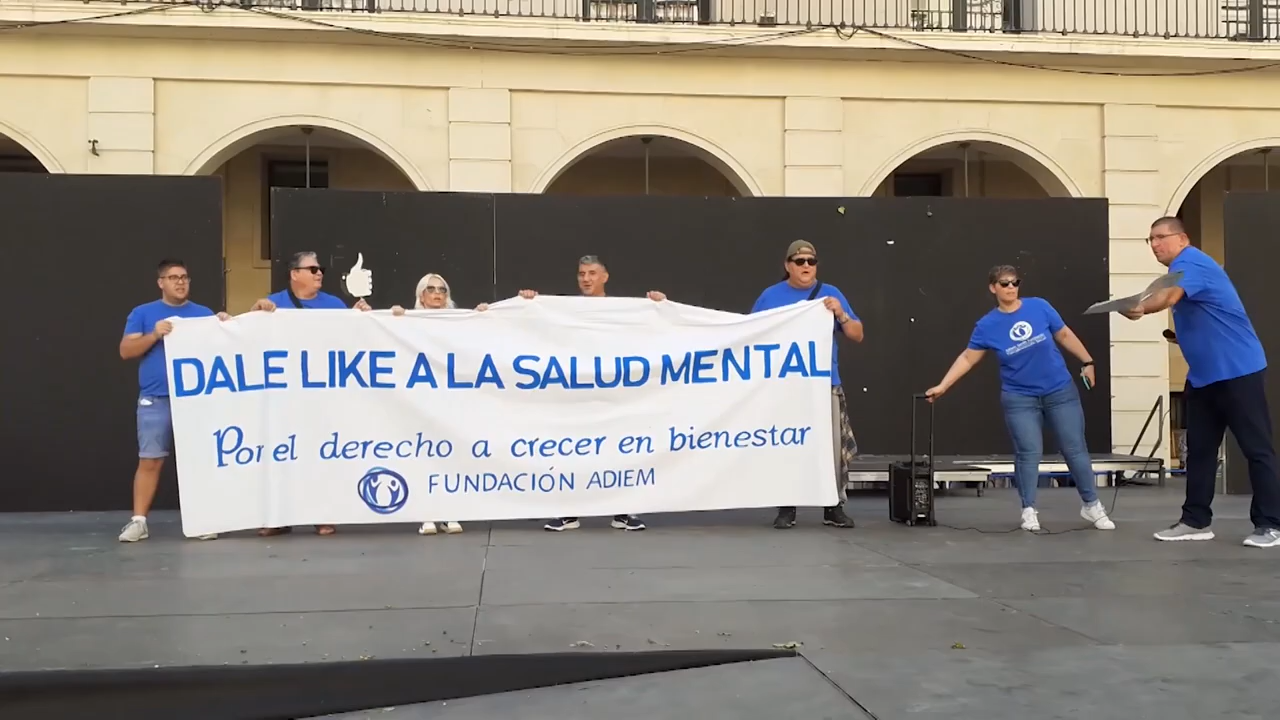 DALE LIKE A LA SALUD MENTAL
Por el derecho a crecer en bienestar
FUNDACIÓN ADIEM